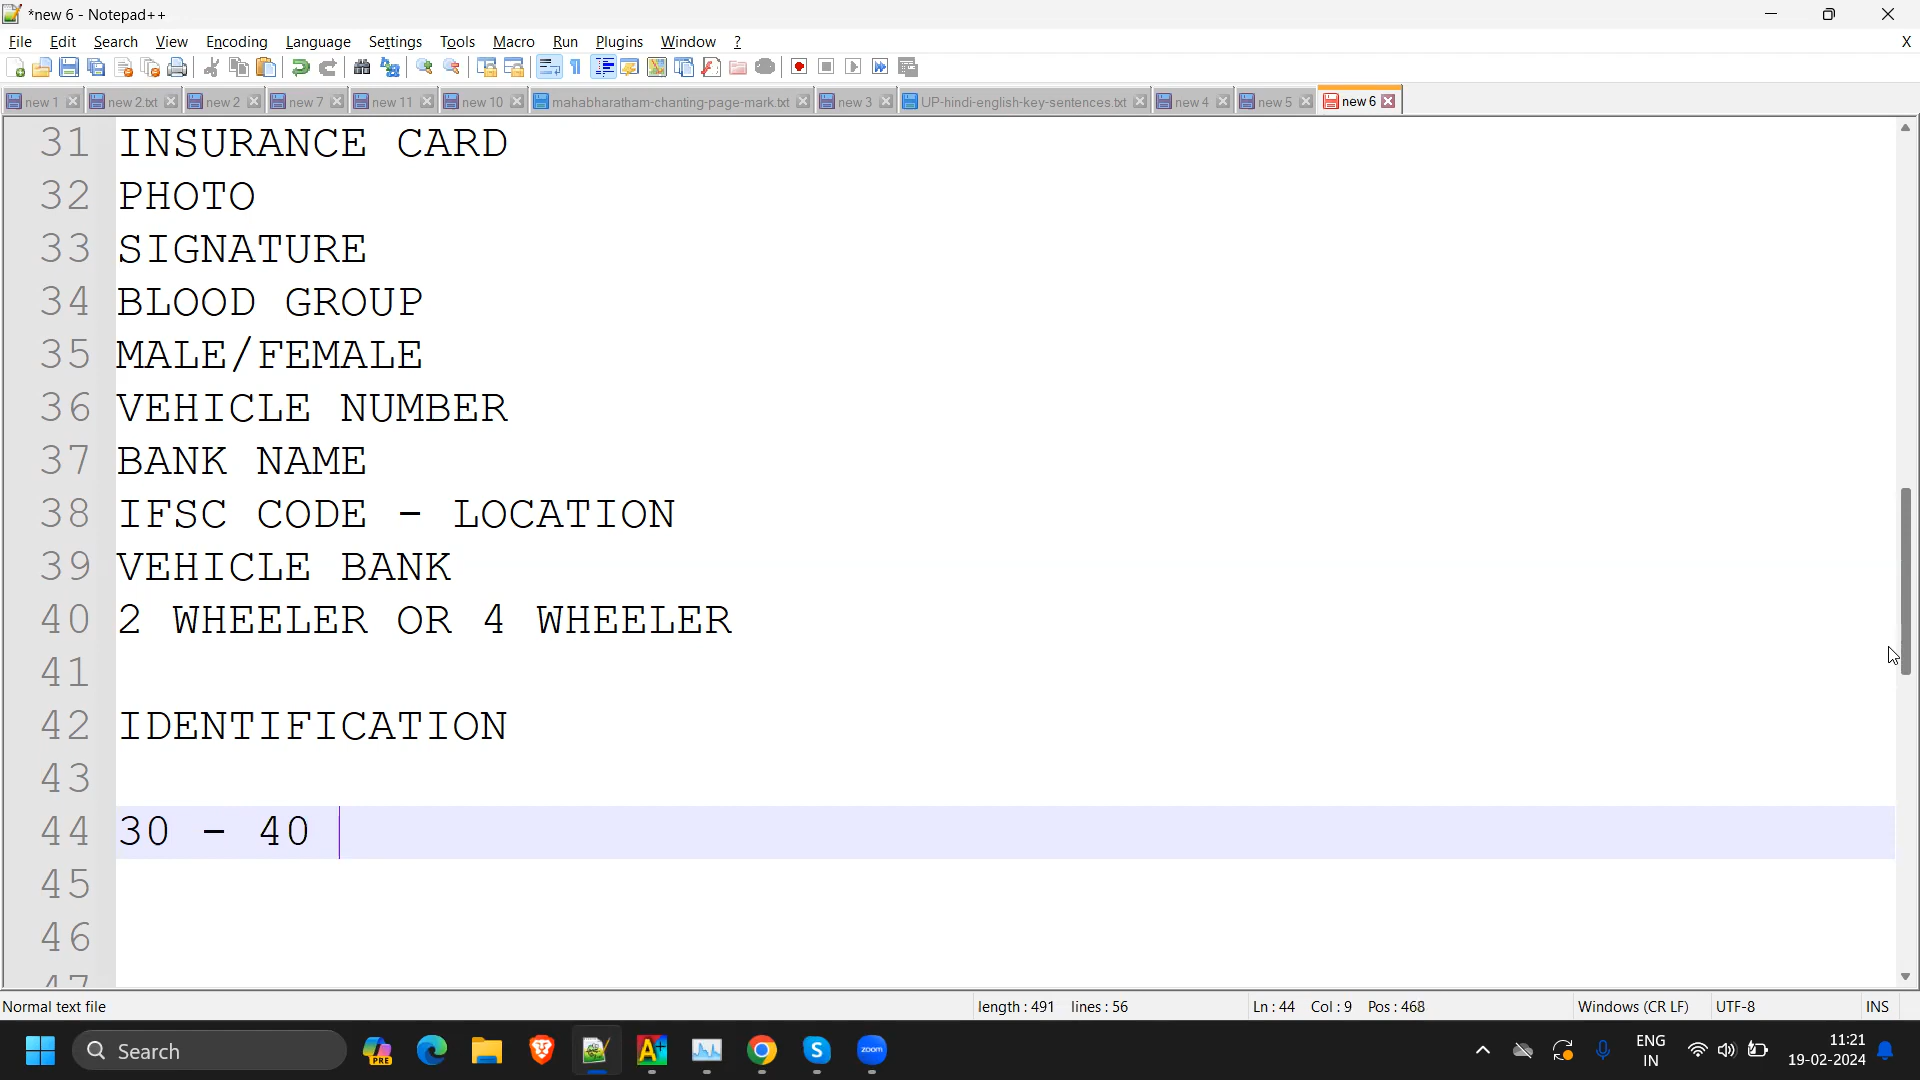 *new 6 - Notepad++
File Edit Search View Encoding Language Settings Tools Macro Run Plugins Window ? X
new 1 new 2.txt new 2 new 7 new 11 new 10 mahabharatham-chanting-page-mark.txt new 3 UP-hindi-english-key-sentences.txt new 4 new 5 new 6
31 INSURANCE CARD
32 PHOTO
33 SIGNATURE
34 BLOOD GROUP
35 MALE/FEMALE
36 VEHICLE NUMBER
37 BANK NAME
38 IFSC CODE - LOCATION
39 VEHICLE BANK
40 2 WHEELER OR 4 WHEELER
41
42 IDENTIFICATION
43
44 30 - 40
45
46
47
Normal text file length : 491 lines : 56 Ln : 44 Col : 9 Pos : 468 Windows (CR LF) UTF-8 INS
Search PRE zoom ENG 11:21
IN 19-02-2024